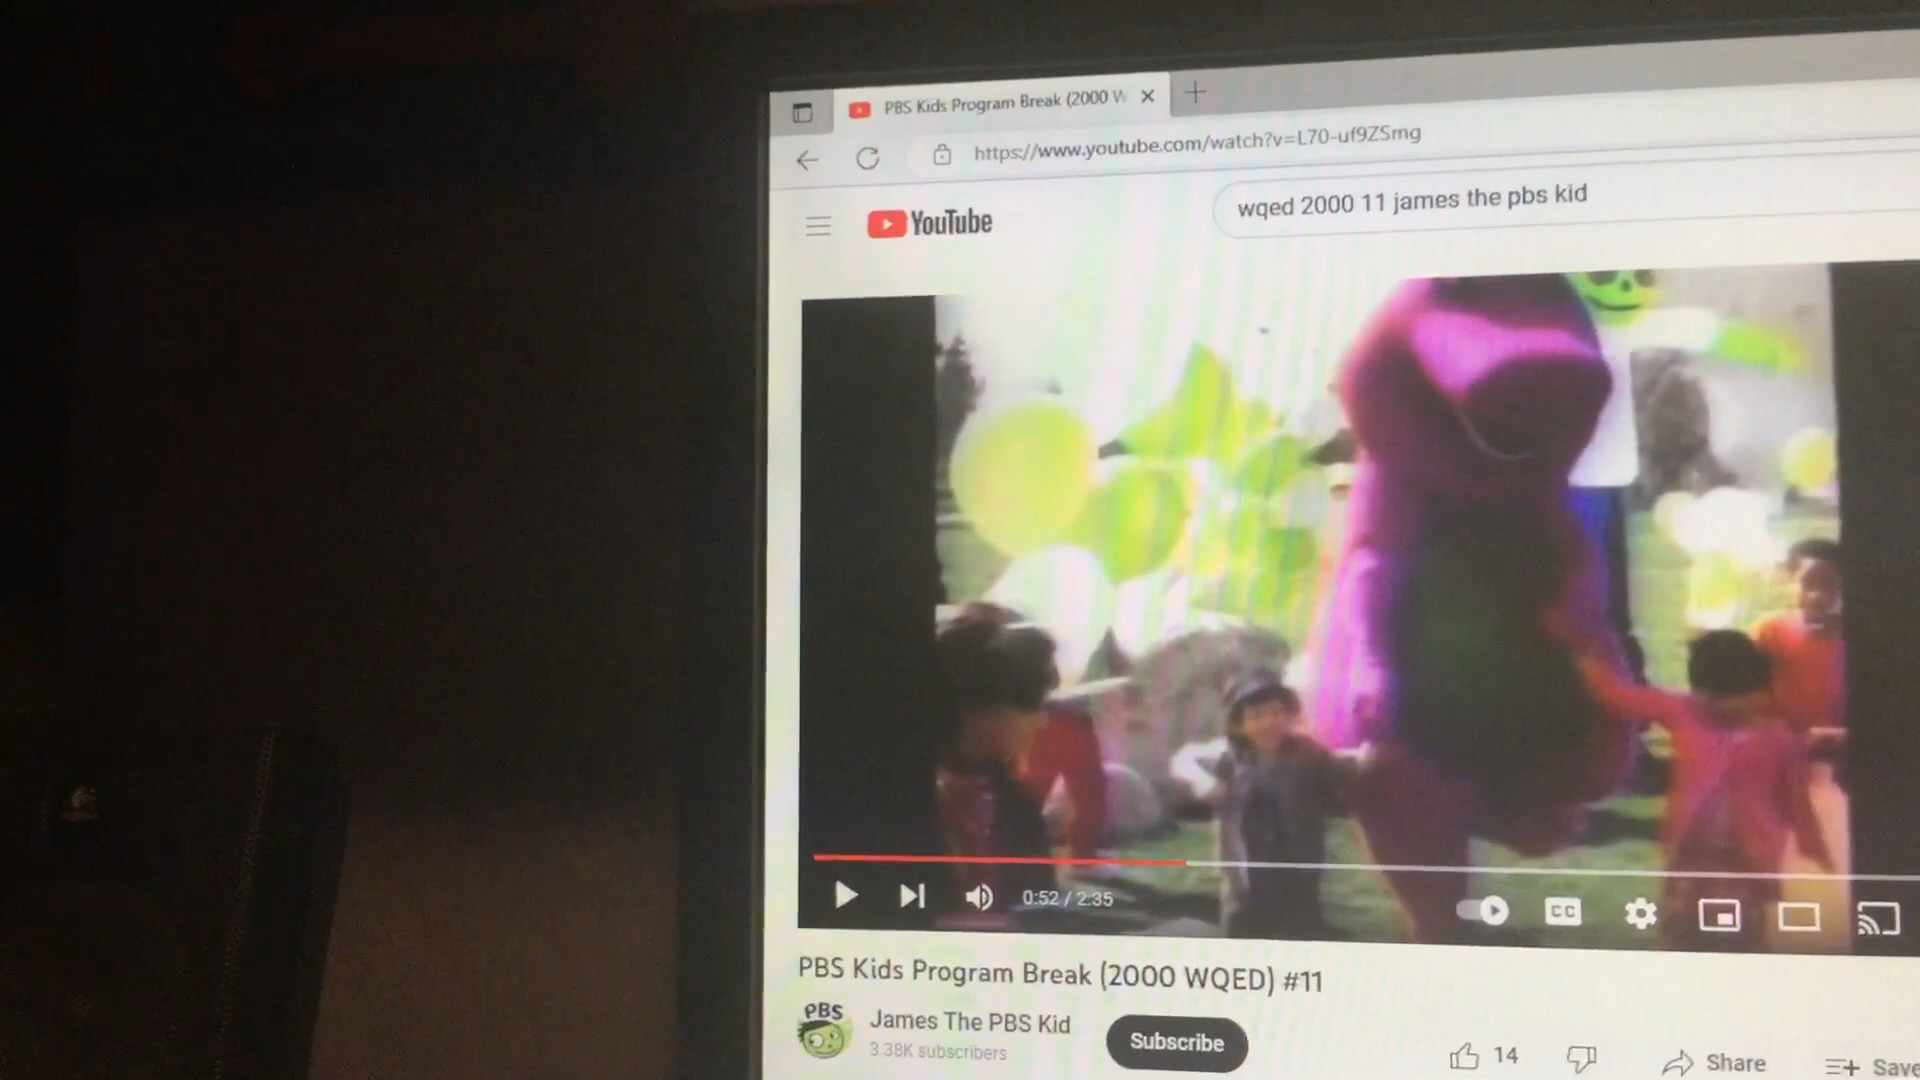 PBS Kids Program Break (2000 W
https://www.youtube.com/watch?v=L70-uf9ZSmg
YouTube
wqed 2000 11 james the pbs kid
0:52 / 2:35
CC
PBS Kids Program Break (2000 WQED) #11
PBS
James The PBS Kid
3.38K subscribers
Subscribe
14
Share
Save